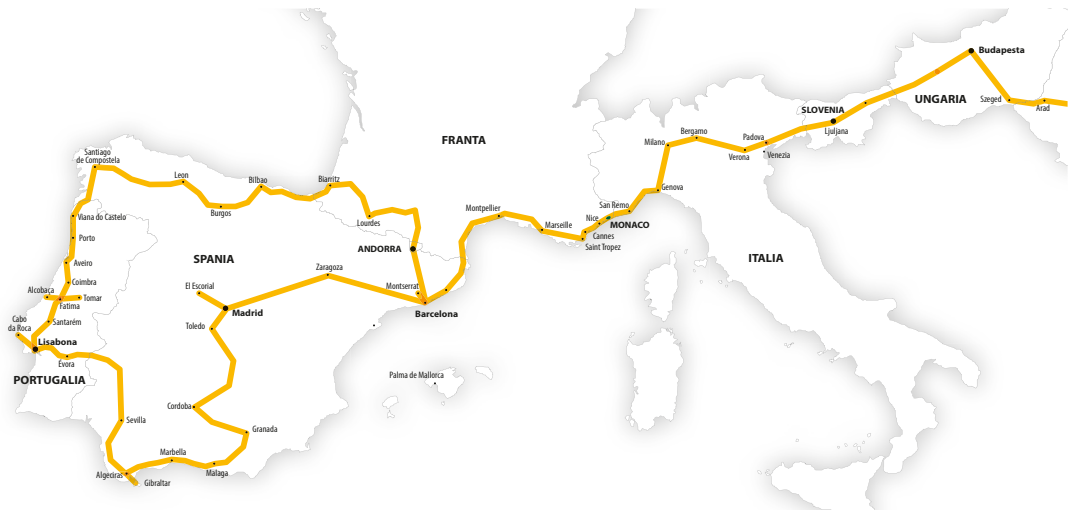 Budapesta
UNGARIA
Szeged
Arad
SLOVENIA
Ljuljana
FRANTA
Milano
Bergamo
Padova
Verona
Venezia
Genova
San Remo
Nice
MONACO
Cannes
Saint Tropez
Marseille
Montpellier
ITALIA
Santiago
de Compostela
Leon
Burgos
Bilbao
Biarritz
Lourdes
ANDORRA
Viana do Castelo
Porto
Aveiro
SPANIA
Zaragoza
Montserrat
Barcelona
El Escorial
Madrid
Toledo
Coimbra
Alcobaça
Tomar
Fatima
Santarém
Cabo
da Roca
Lisabona
Évora
PORTUGALIA
Palma de Mallorca
Cordoba
Sevilla
Granada
Marbella
Malaga
Algeciras
Gibraltar